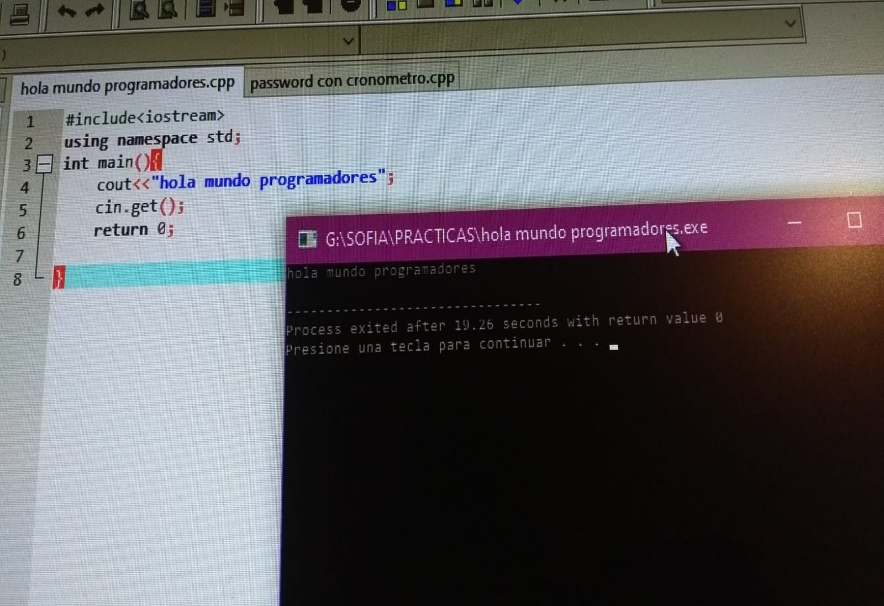 )
hola mundo programadores.cpp password con cronometro.cpp
1 #include<iostream>
2 using namespace std;
3 int main(){
4 cout<<"hola mundo programadores";
5 cin.get();
6 return 0;
7
8 }
G:\SOFIA\PRACTICAS\hola mundo programadores.exe
hola mundo programadores
--------------------------------
Process exited after 19.26 seconds with return value 0
Presione una tecla para continuar . . .